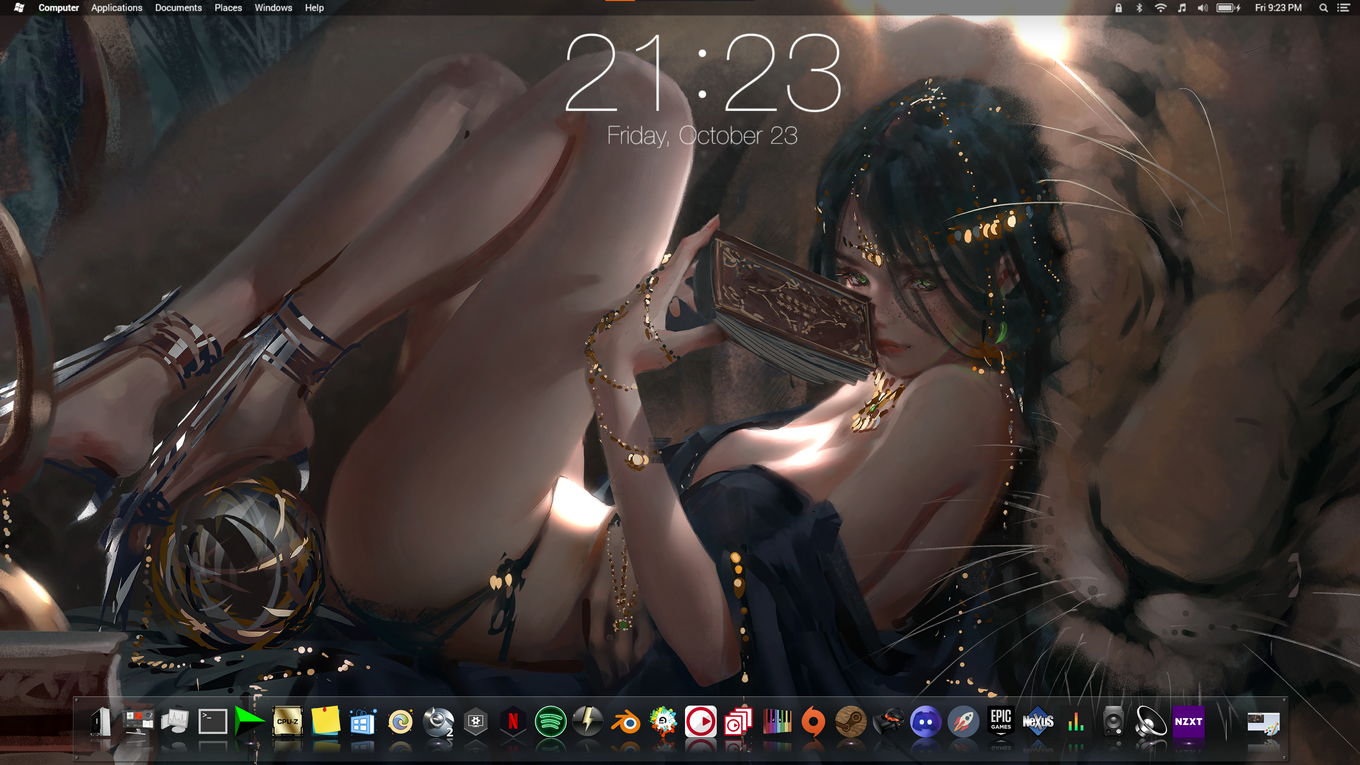 Computer Applications Documents Places Windows Help
Fri 9:23 PM
21:23
Friday, October 23
>_
CPU-Z
2
N
EPIC
GAMES
NeXuS
NZXT